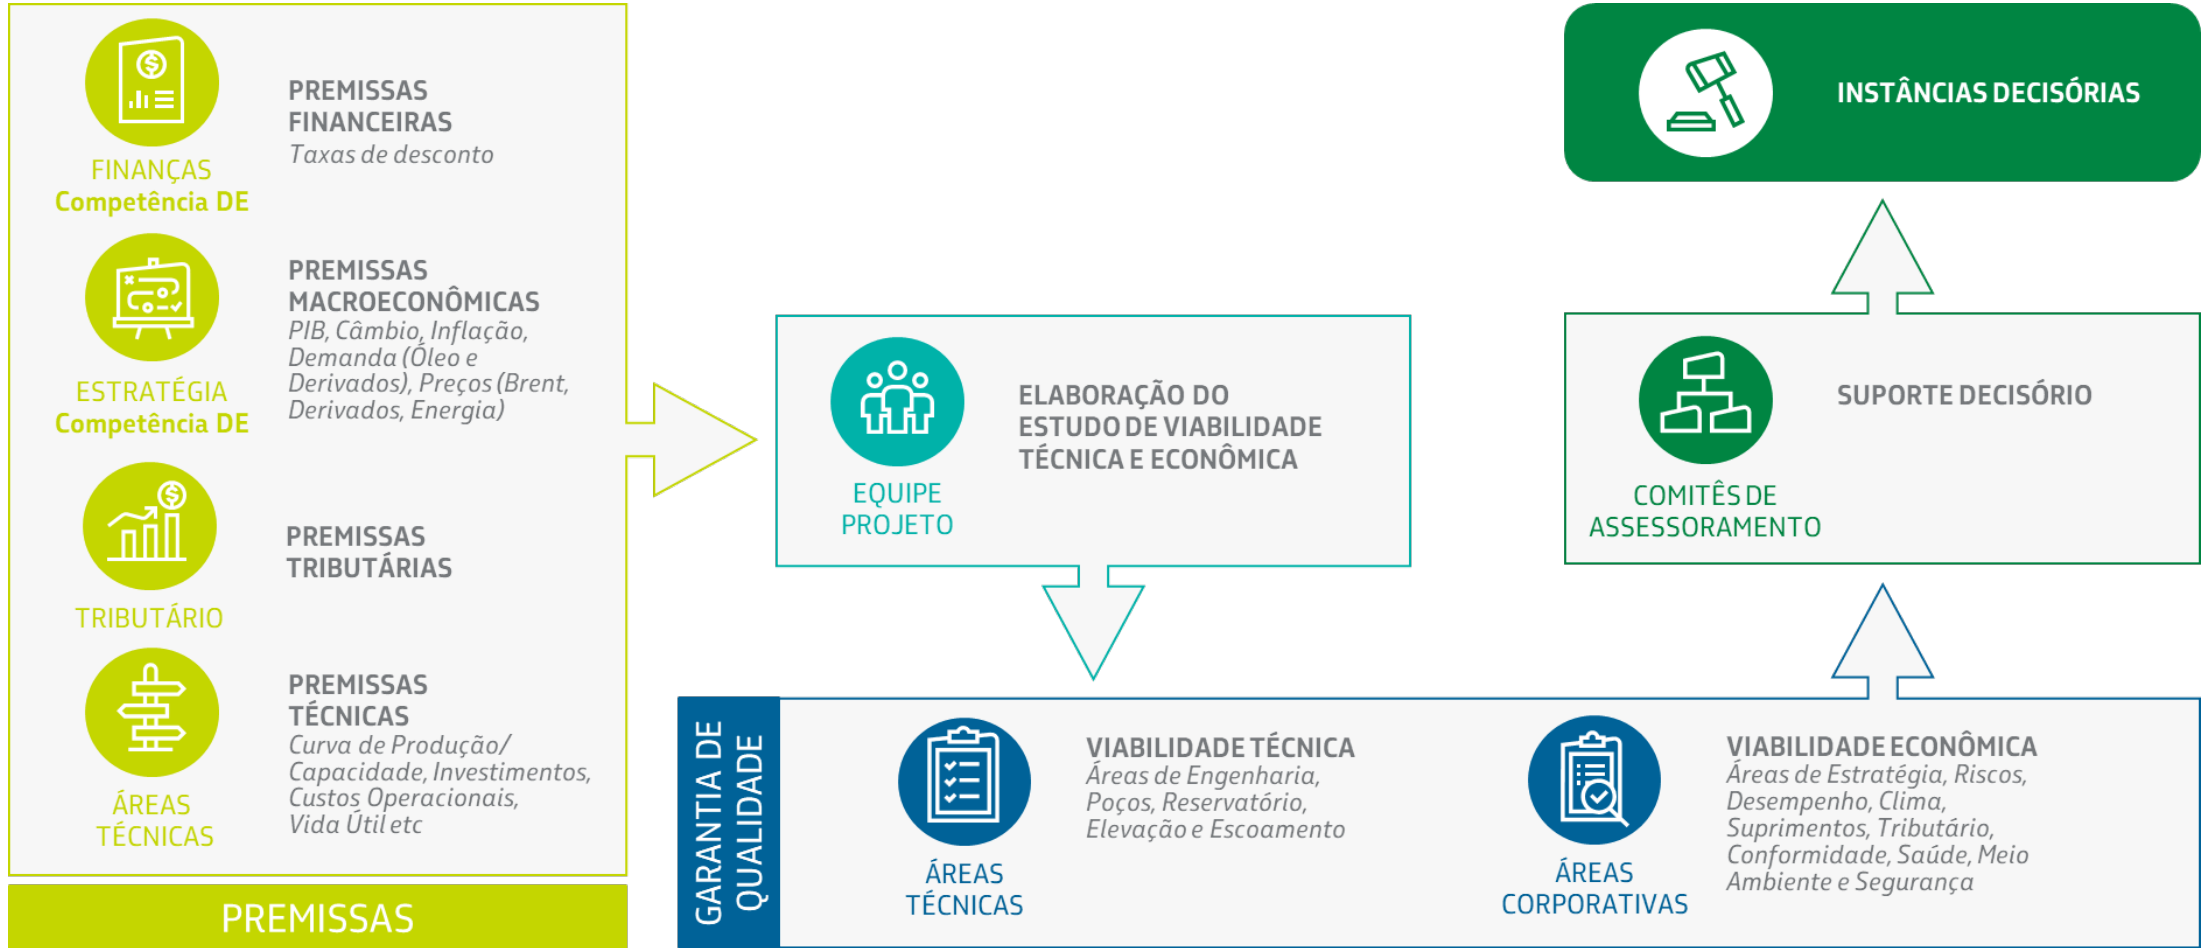 FINANÇAS
Competência DE
PREMISSAS
FINANCEIRAS
Taxas de desconto
ESTRATÉGIA
Competência DE
PREMISSAS
MACROECONÔMICAS
PIB, Câmbio, Inflação,
Demanda (Óleo e
Derivados), Preços (Brent,
Derivados, Energia)
TRIBUTÁRIO
PREMISSAS
TRIBUTÁRIAS
ÁREAS
TÉCNICAS
PREMISSAS
TÉCNICAS
Curva de Produção/
Capacidade, Investimentos,
Custos Operacionais,
Vida Útil etc
PREMISSAS
EQUIPE
PROJETO
ELABORAÇÃO DO
ESTUDO DE VIABILIDADE
TÉCNICA E ECONÔMICA
GARANTIA DE
QUALIDADE
ÁREAS
TÉCNICAS
VIABILIDADE TÉCNICA
Áreas de Engenharia,
Poços, Reservatório,
Elevação e Escoamento
ÁREAS
CORPORATIVAS
VIABILIDADE ECONÔMICA
Áreas de Estratégia, Riscos,
Desempenho, Clima,
Suprimentos, Tributário,
Conformidade, Saúde, Meio
Ambiente e Segurança
COMITÊS DE
ASSESSORAMENTO
SUPORTE DECISÓRIO
INSTÂNCIAS DECISÓRIAS